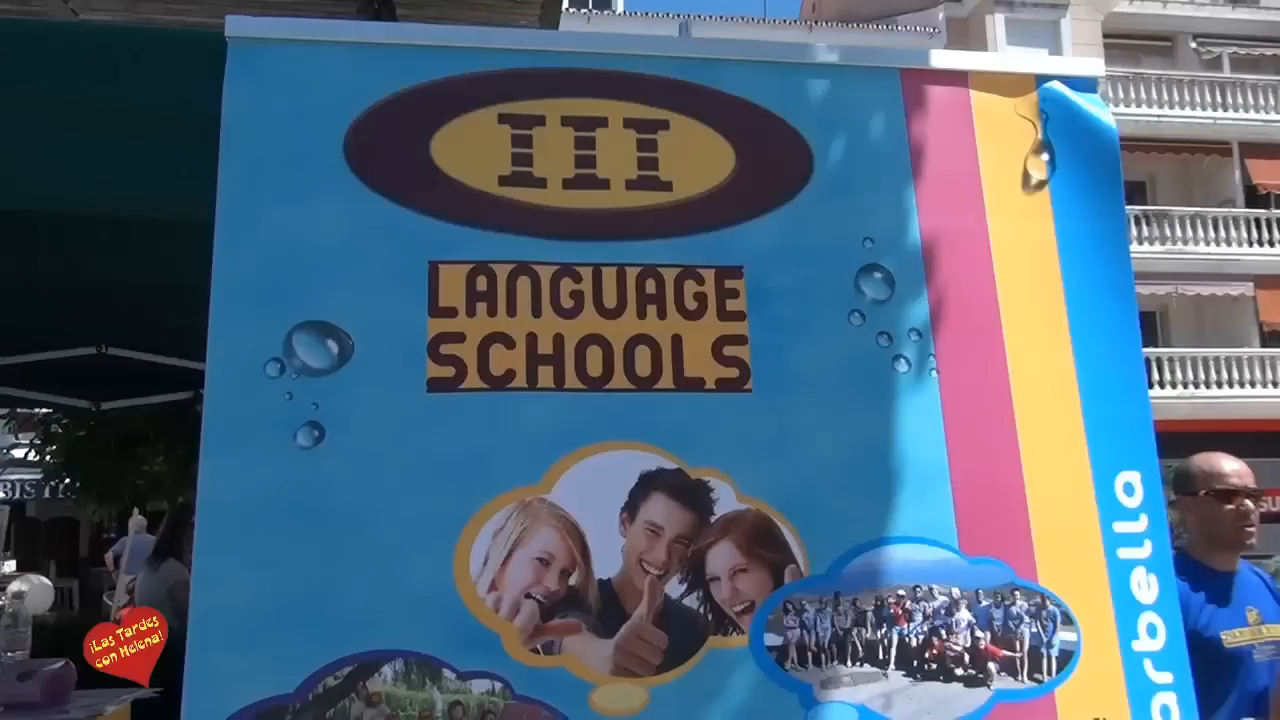 III
LANGUAGE
SCHOOLS
arbella
¡Las Tardes
con Helena!